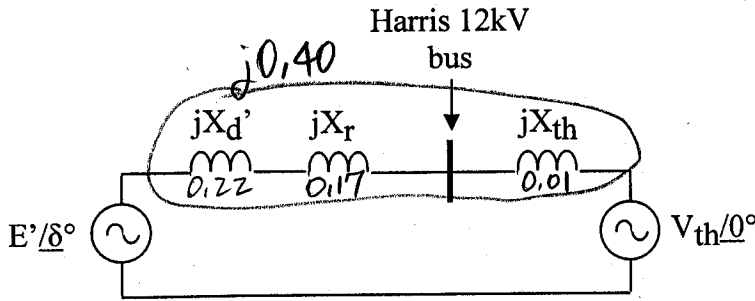 Harris 12kV
bus
j0,40
jXd' jXr jXth
0,22 0,17 0,01
E'/δ° Vth/0°